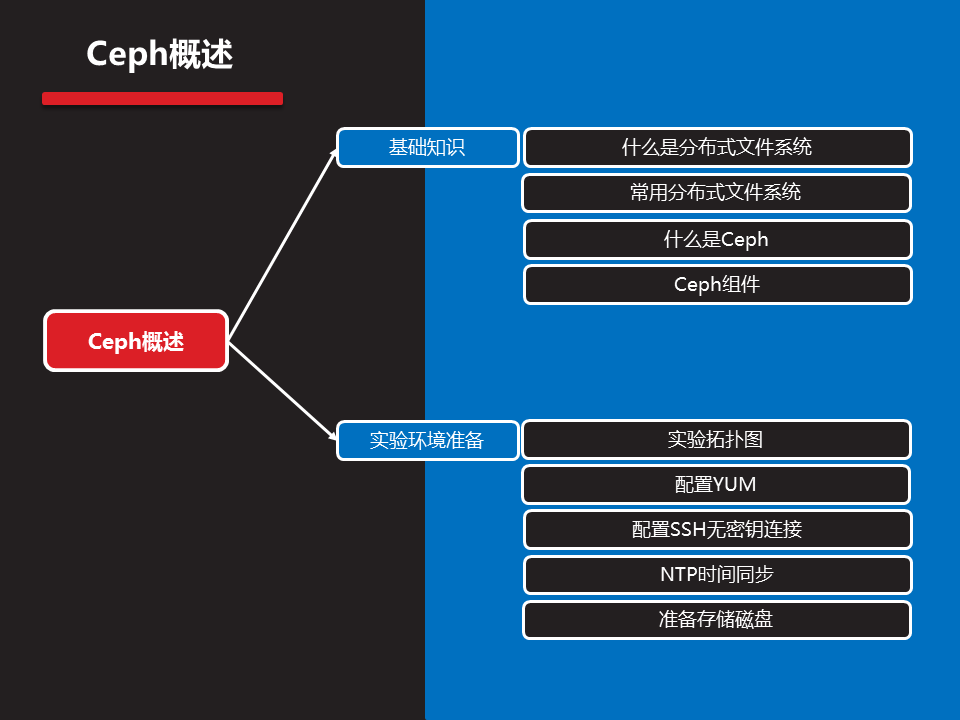 Ceph概述
基础知识
什么是分布式文件系统
常用分布式文件系统
什么是Ceph
Ceph组件
Ceph概述
实验环境准备
实验拓扑图
配置YUM
配置SSH无密钥连接
NTP时间同步
准备存储磁盘